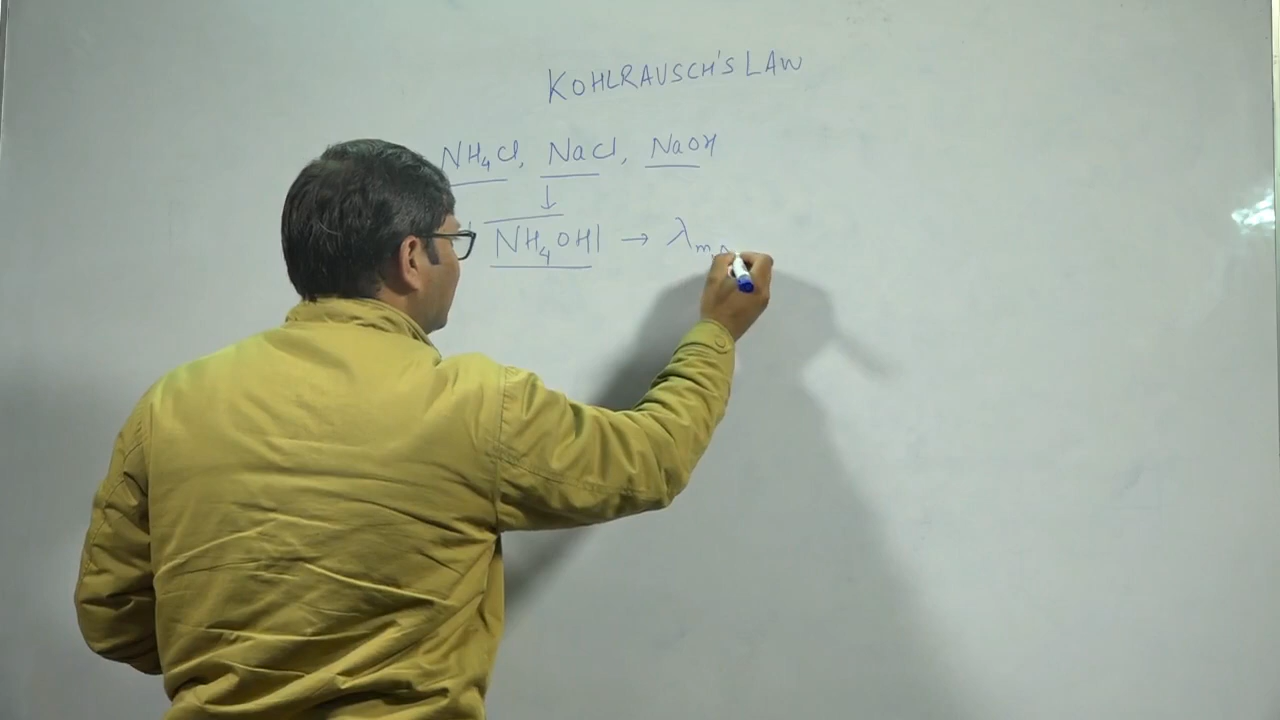 KOHLRAUSCH'S LAW
NH₄Cl, NaCl, NaOH
↓
NH₄OH → λm